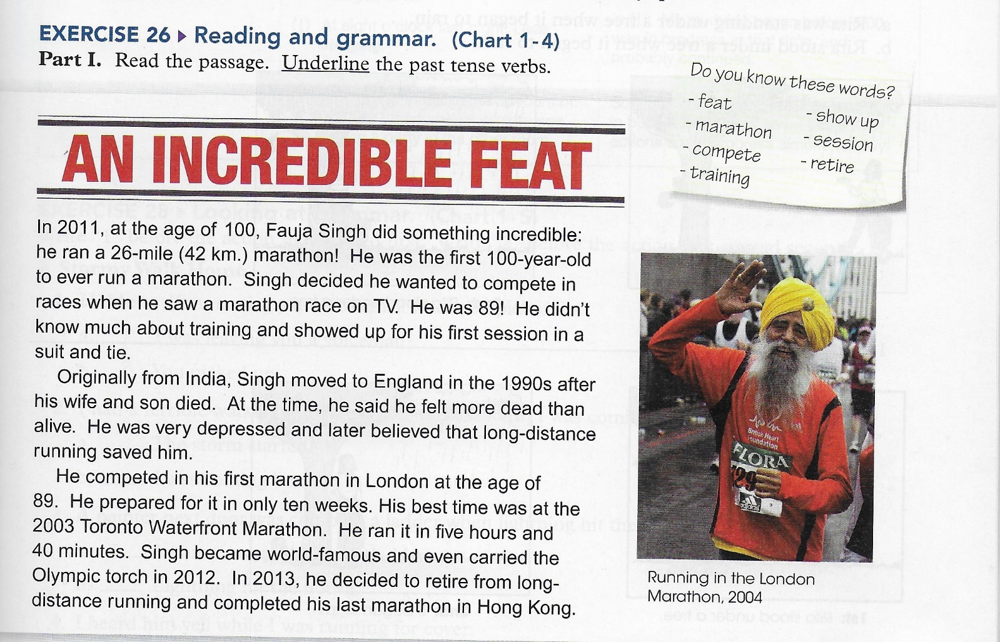 EXERCISE 26 ▸ Reading and grammar. (Chart 1-4)
Part I. Read the passage. Underline the past tense verbs.
Do you know these words?
- feat
- marathon
- compete
- training
- show up
- session
- retire
AN INCREDIBLE FEAT
In 2011, at the age of 100, Fauja Singh did something incredible:
he ran a 26-mile (42 km.) marathon! He was the first 100-year-old
to ever run a marathon. Singh decided he wanted to compete in
races when he saw a marathon race on TV. He was 89! He didn't
know much about training and showed up for his first session in a
suit and tie.
Originally from India, Singh moved to England in the 1990s after
his wife and son died. At the time, he said he felt more dead than
alive. He was very depressed and later believed that long-distance
running saved him.
He competed in his first marathon in London at the age of
89. He prepared for it in only ten weeks. His best time was at the
2003 Toronto Waterfront Marathon. He ran it in five hours and
40 minutes. Singh became world-famous and even carried the
Olympic torch in 2012. In 2013, he decided to retire from long-
distance running and completed his last marathon in Hong Kong.
British Heart
Foundation
FLORA
29
adidas
Running in the London
Marathon, 2004